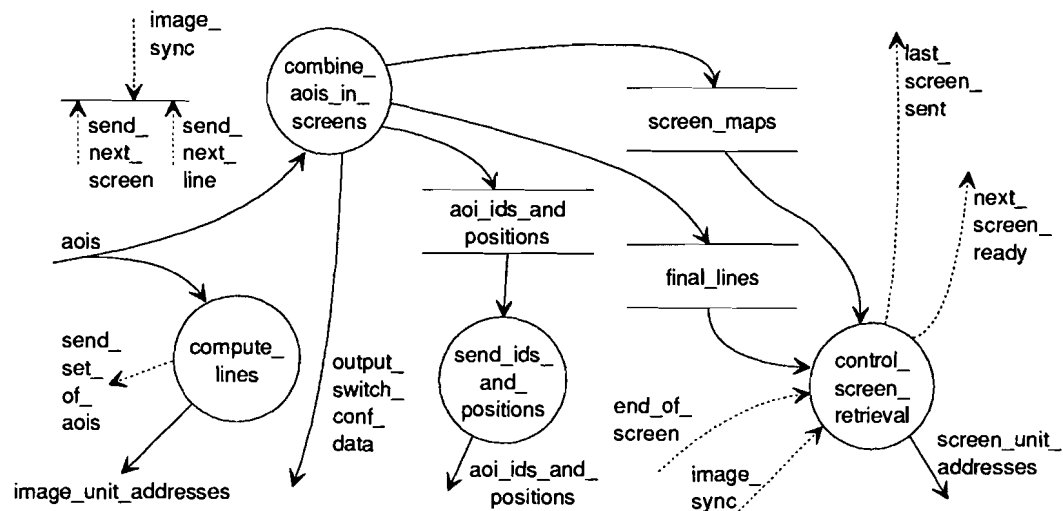 image_
sync
send_
next_
screen
send_
next_
line
combine_
aois_in_
screens
screen_maps
last_
screen_
sent
next_
screen_
ready
aois
aoi_ids_and
positions
final_lines
compute_
lines
send_
set_
of_
aois
output_
switch_
conf_
data
send_ids_
and_
positions
control_
screen_
retrieval
end_of_
screen
image_
sync
screen_unit_
addresses
image_unit_addresses
aoi_ids_and_
positions